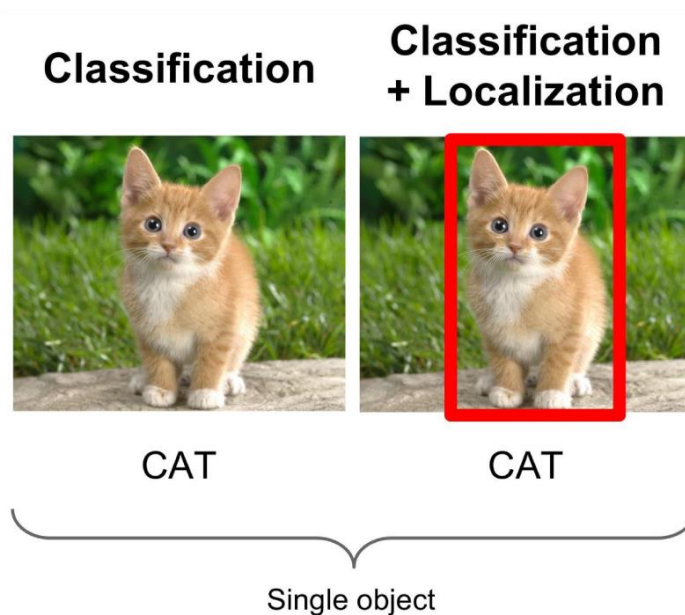 Classification
Classification
+ Localization
CAT
CAT
Single object